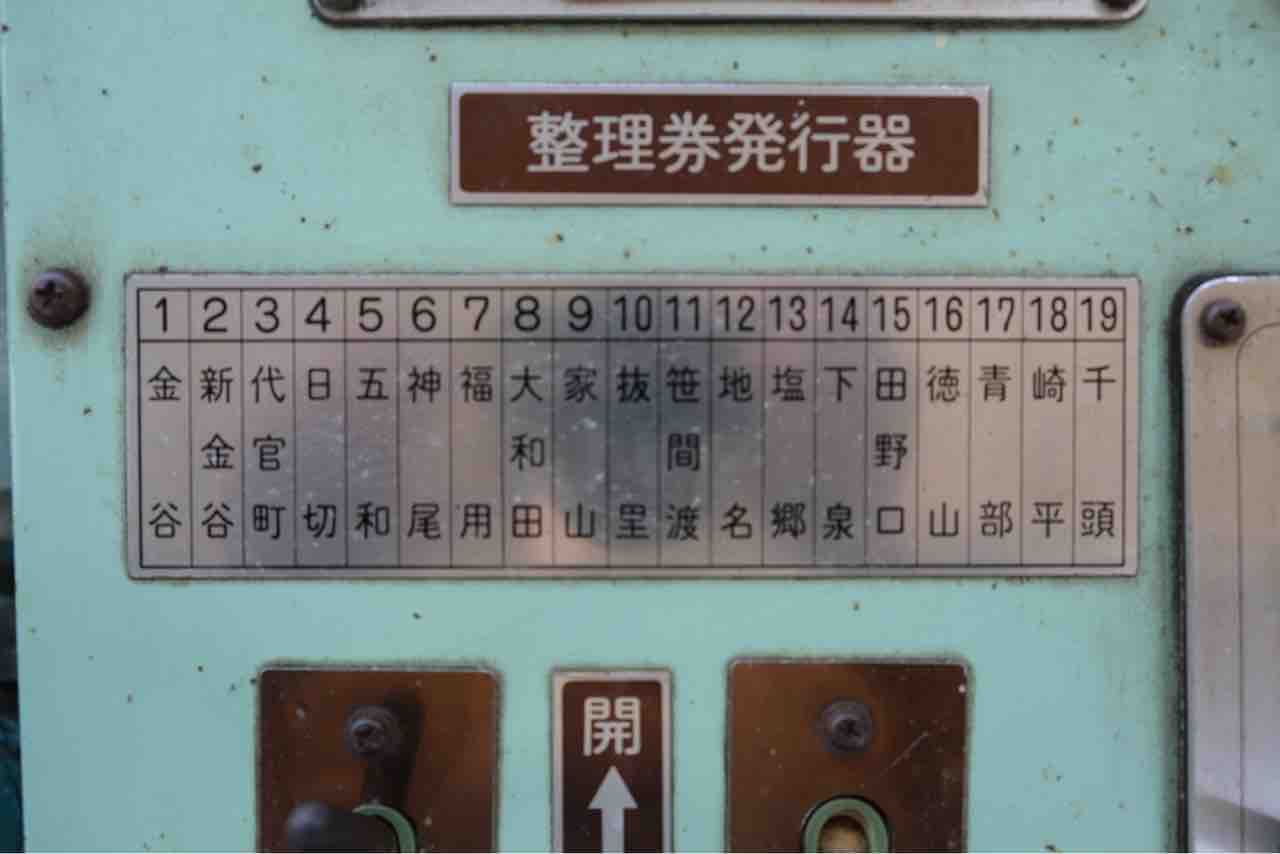 整理券発行器
1 2 3 4 5 6 7 8 9 10 11 12 13 14 15 16 17 18 19
金谷
新金谷
代官町
日切
五和
神尾
福用
大和田
家山
抜里
笹間渡
地名
塩郷
下泉
田野口
徳山
青部
崎平
千頭
開
↑